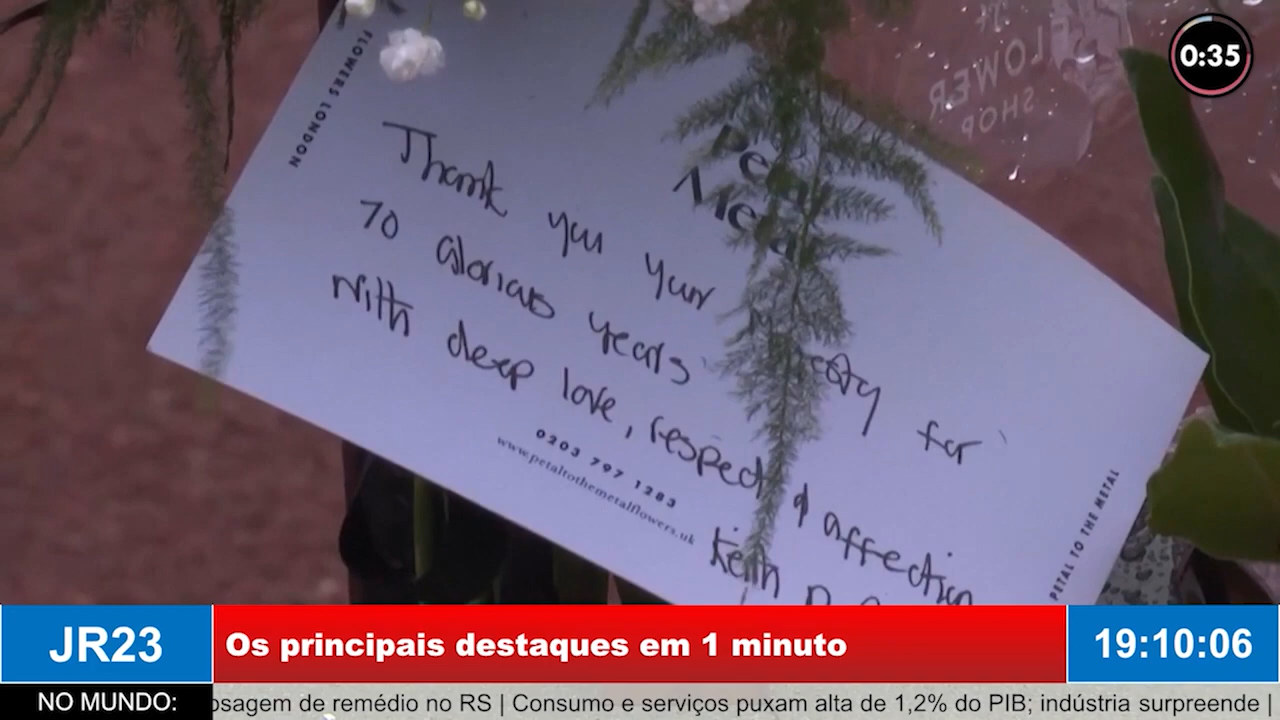 0:35
FLOWER
SHOP
FLOWERS LONDON
Thank you your
70 Glorious years
for
With deep love, respect & affection
Keith
0203 797 1283
www.petaltothemetalflowers.uk
PETAL TO THE METAL
JR23
Os principais destaques em 1 minuto
19:10:06
NO MUNDO:
osagem de remédio no RS | Consumo e serviços puxam alta de 1,2% do PIB; indústria surpreende |